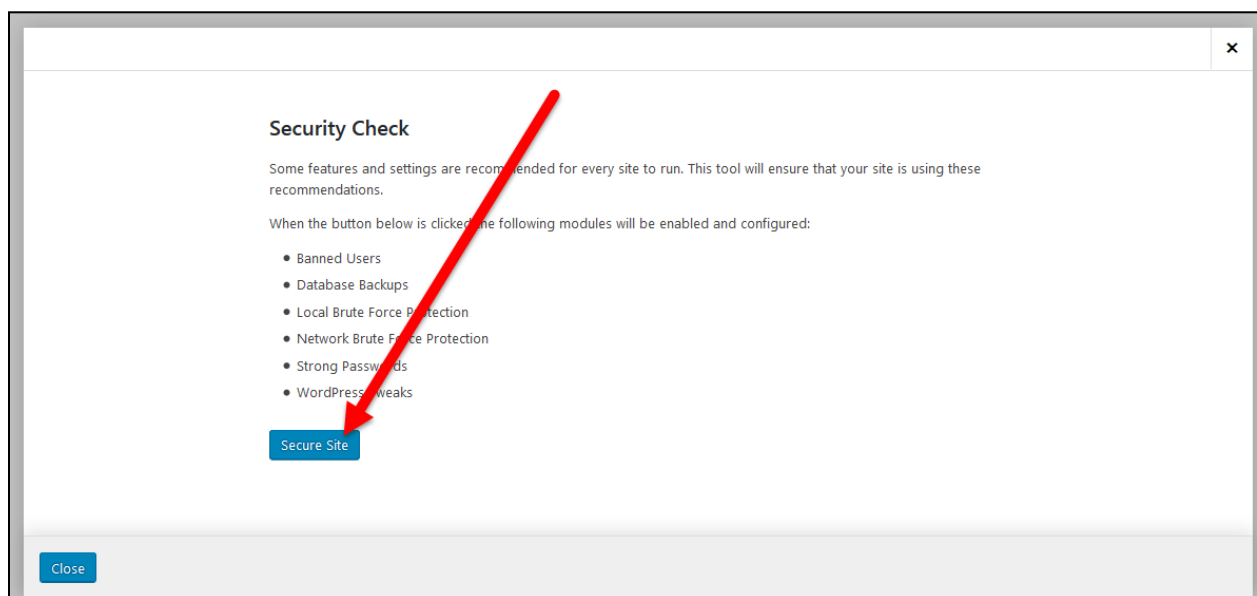 ×
Security Check
Some features and settings are recommended for every site to run. This tool will ensure that your site is using these
recommendations.
When the button below is clicked the following modules will be enabled and configured:
• Banned Users
• Database Backups
• Local Brute Force Protection
• Network Brute Force Protection
• Strong Passwords
• WordPress Tweaks
Secure Site
Close